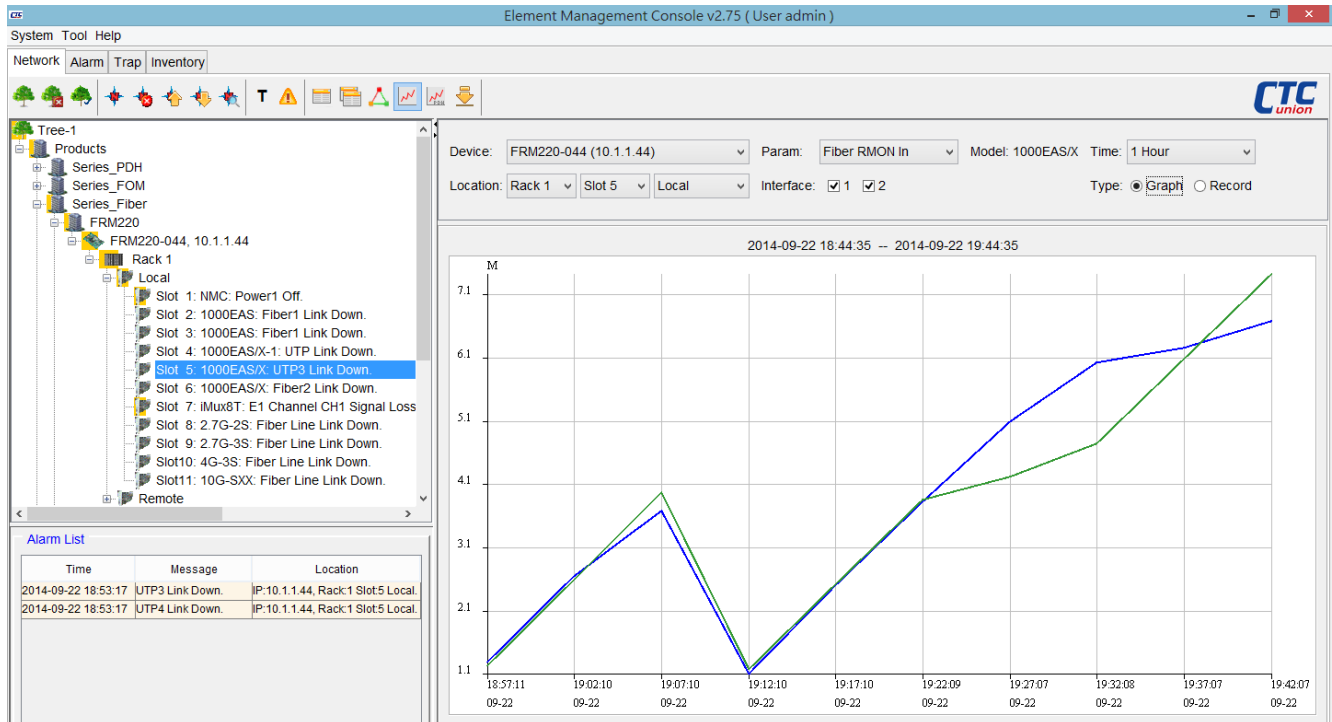 CTC
Element Management Console v2.75 ( User admin )
System Tool Help
Network Alarm Trap Inventory
T
PSH
CTC
union
Tree-1
Products
Series_PDH
Series_FOM
Series_Fiber
FRM220
FRM220-044, 10.1.1.44
Rack 1
Local
Slot 1: NMC: Power1 Off.
Slot 2: 1000EAS: Fiber1 Link Down.
Slot 3: 1000EAS: Fiber1 Link Down.
Slot 4: 1000EAS/X-1: UTP Link Down.
Slot 5: 1000EAS/X: UTP3 Link Down.
Slot 6: 1000EAS/X: Fiber2 Link Down.
Slot 7: iMux8T: E1 Channel CH1 Signal Loss
Slot 8: 2.7G-2S: Fiber Line Link Down.
Slot 9: 2.7G-3S: Fiber Line Link Down.
Slot10: 4G-3S: Fiber Line Link Down.
Slot11: 10G-SXX: Fiber Line Link Down.
Remote
Alarm List
Time Message Location
2014-09-22 18:53:17 UTP3 Link Down. IP:10.1.1.44, Rack:1 Slot:5 Local.
2014-09-22 18:53:17 UTP4 Link Down. IP:10.1.1.44, Rack:1 Slot:5 Local.
Device: FRM220-044 (10.1.1.44) Param: Fiber RMON In Model: 1000EAS/X Time: 1 Hour
Location: Rack 1 Slot 5 Local Interface: 1 2 Type: Graph Record
2014-09-22 18:44:35 -- 2014-09-22 19:44:35
M
7.1
6.1
5.1
4.1
3.1
2.1
1.1
18:57:11 19:02:10 19:07:10 19:12:10 19:17:10 19:22:09 19:27:07 19:32:08 19:37:07 19:42:07
09-22 09-22 09-22 09-22 09-22 09-22 09-22 09-22 09-22 09-22